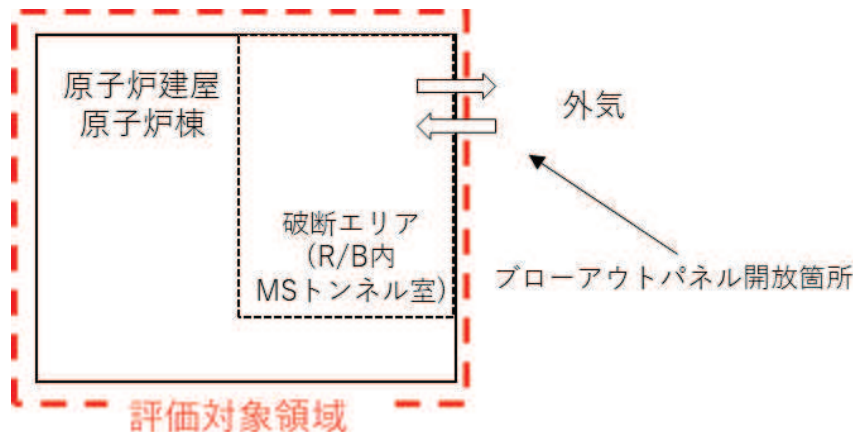 原子炉建屋
原子炉棟
外気
破断エリア
(R/B内
MSトンネル室)
ブローアウトパネル開放箇所
評価対象領域